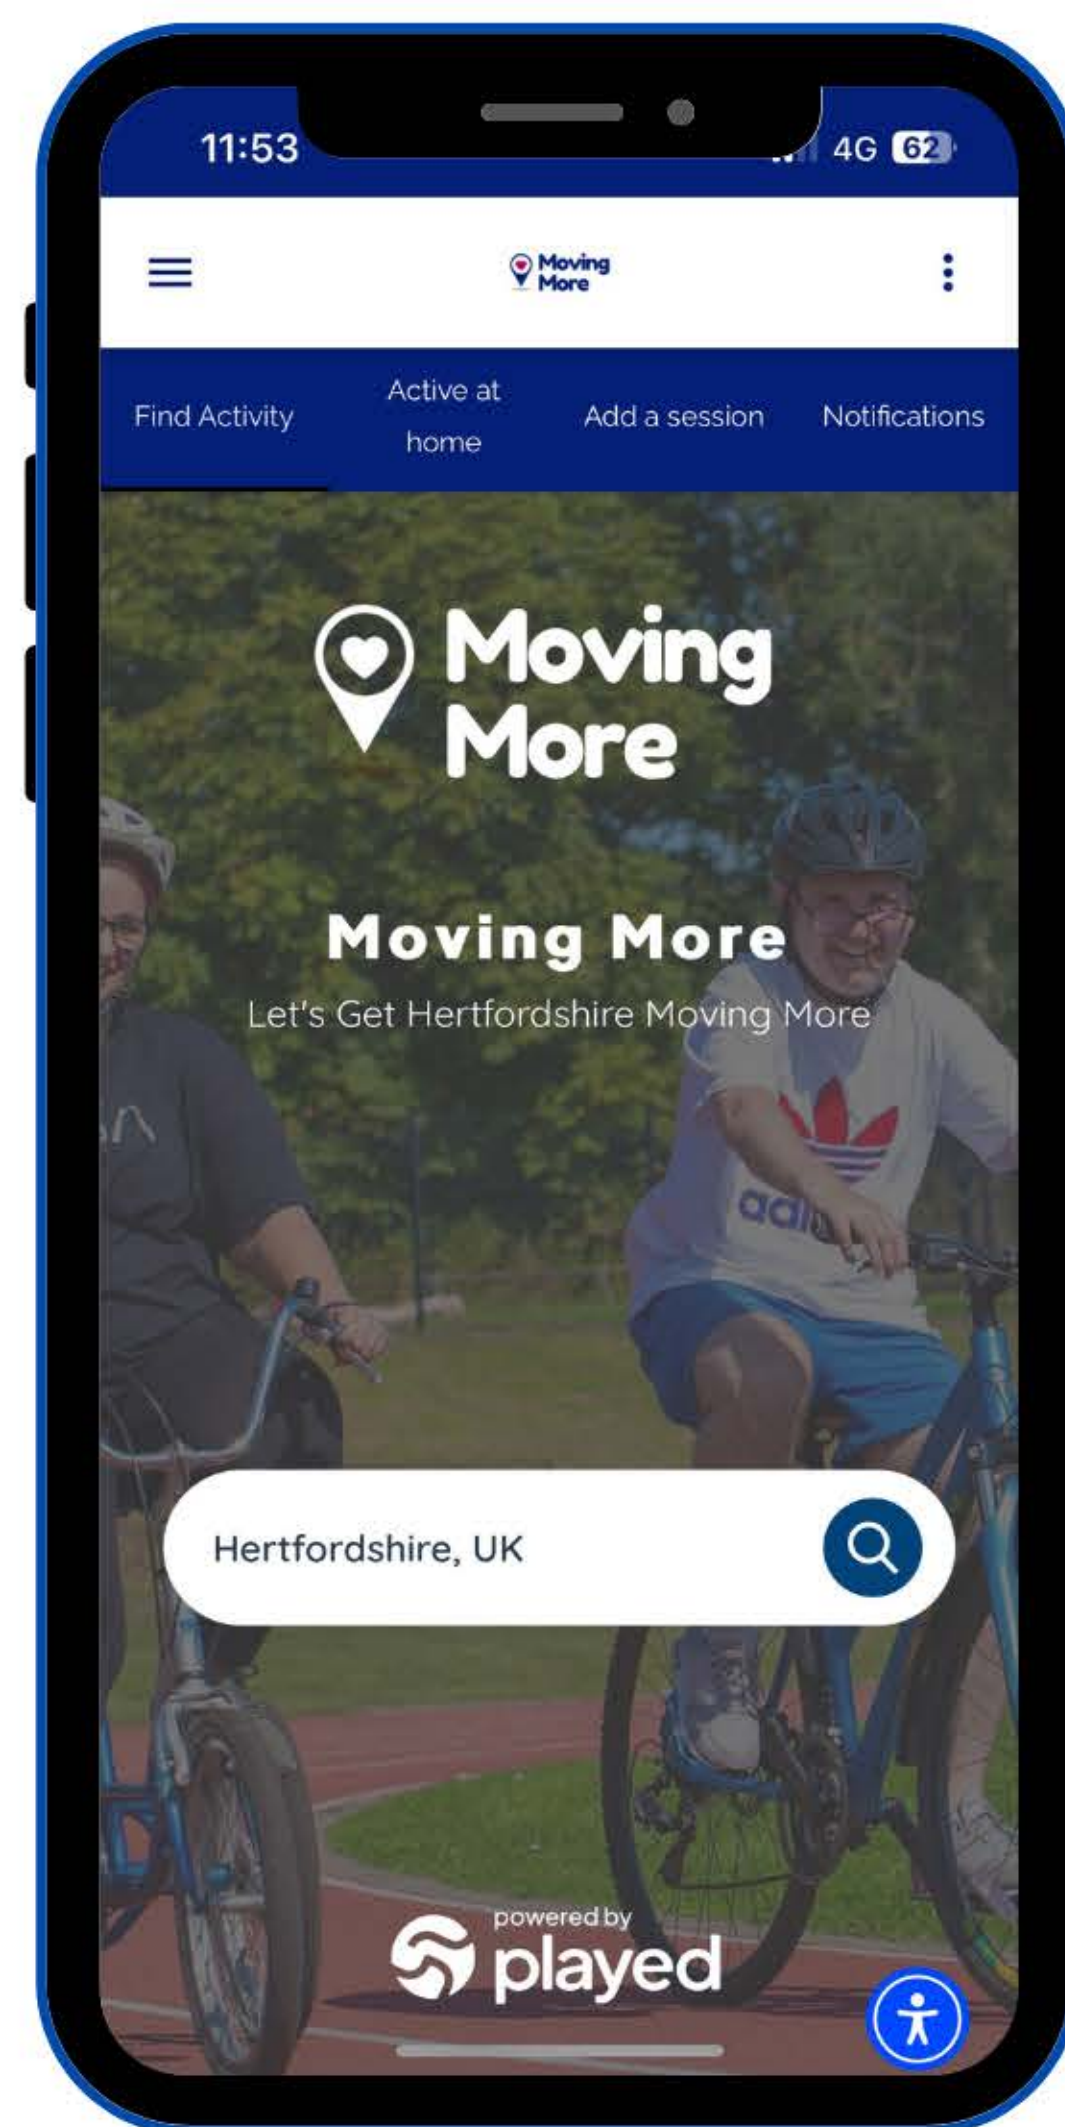 11:53
4G 62
Moving
More
Find Activity
Active at
home
Add a session
Notifications
Moving
More
Moving More
Let's Get Hertfordshire Moving More
Hertfordshire, UK
powered by
played